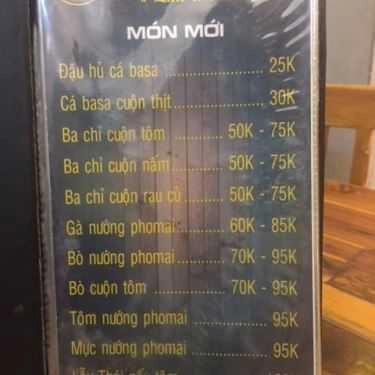 MÓN MỚI
Đậu hủ cá basa 25K
Cá basa cuộn thịt 30K
Ba chỉ cuộn tôm 50K - 75K
Ba chỉ cuộn nấm 50K - 75K
Ba chỉ cuộn rau củ 50K - 75K
Gà nướng phomai 60K - 85K
Bò nướng phomai 70K - 95K
Bò cuộn tôm 70K - 95K
Tôm nướng phomai 95K
Mực nướng phomai 95K